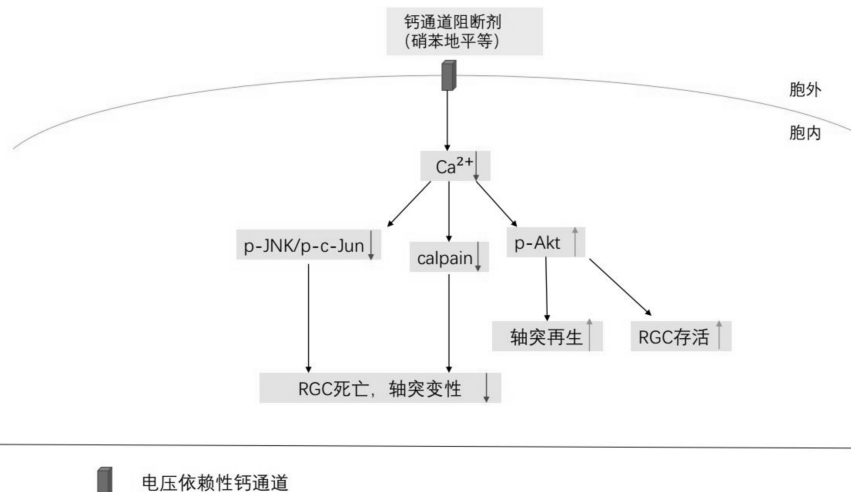 钙通道阻断剂
(硝苯地平等)
胞外
胞内
Ca²⁺
p-JNK/p-c-Jun
calpain
p-Akt
轴突再生
RGC存活
RGC死亡，轴突变性
电压依赖性钙通道